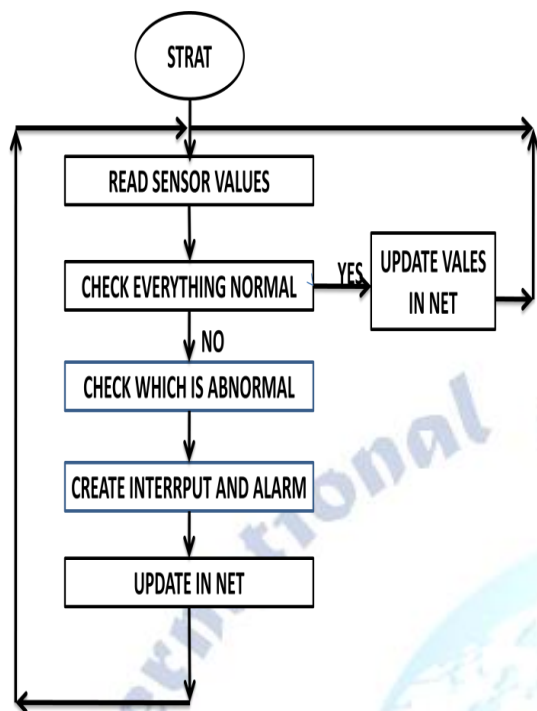 STRAT
READ SENSOR VALUES
CHECK EVERYTHING NORMAL
YES
UPDATE VALES
IN NET
NO
CHECK WHICH IS ABNORMAL
CREATE INTERRPUT AND ALARM
UPDATE IN NET